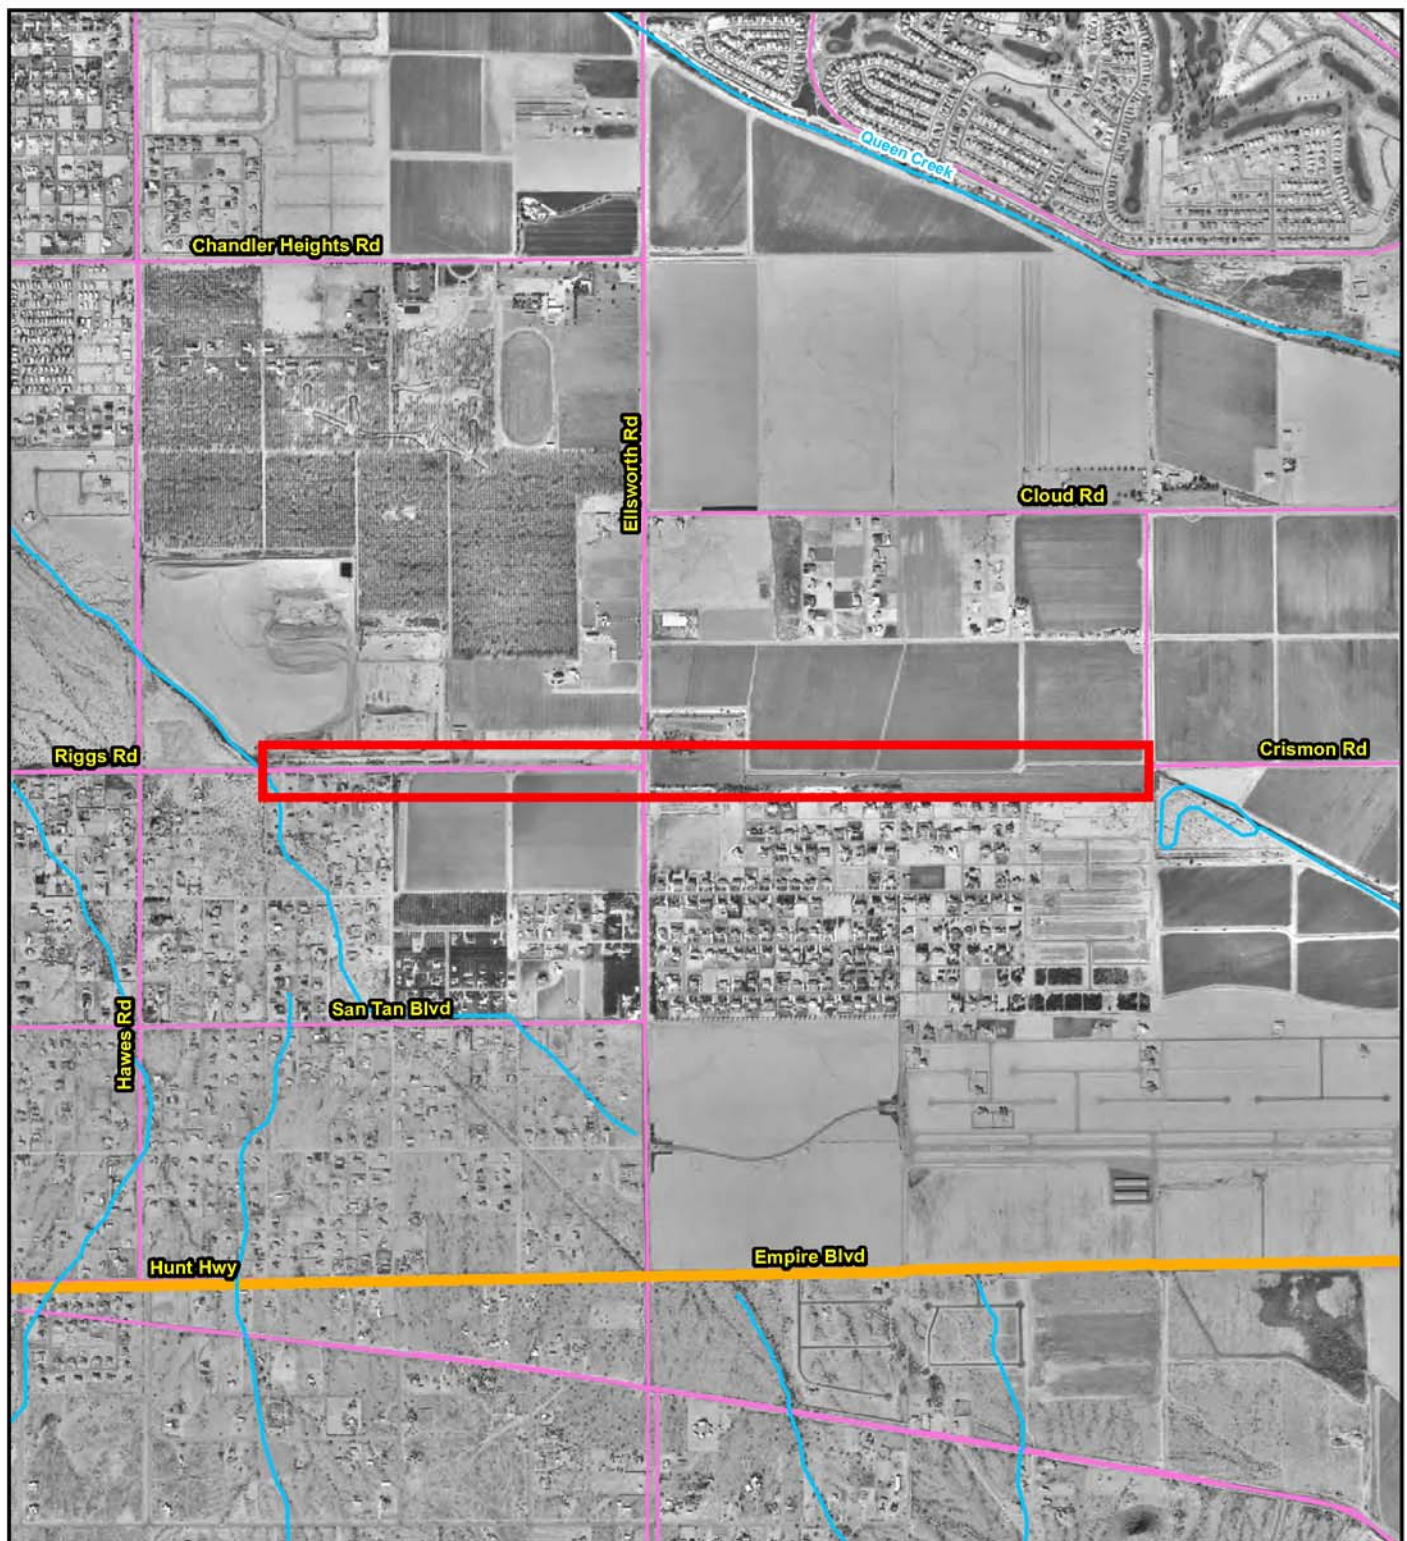 Queen Creek
Chandler Heights Rd
Ellsworth Rd
Cloud Rd
Riggs Rd
Crismon Rd
San Tan Blvd
Hawes Rd
Hunt Hwy
Empire Blvd